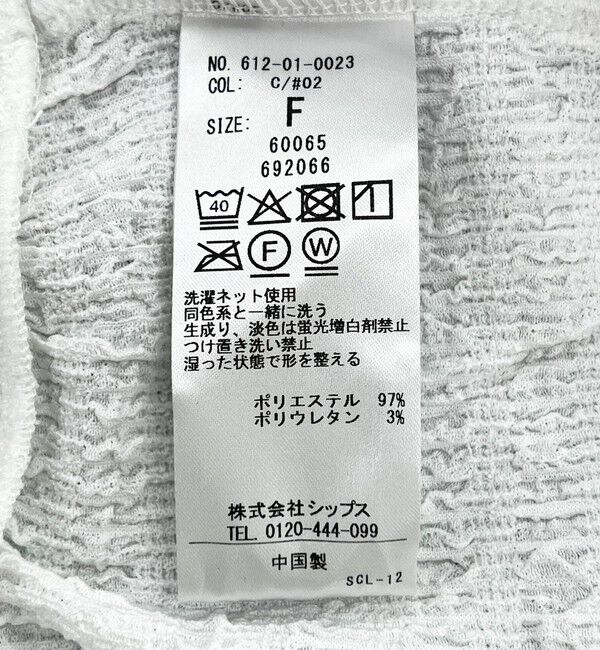 NO. 612-01-0023
COL: C/#02
SIZE: F
60065
692066
40
F W
洗濯ネット使用
同色系と一緒に洗う
生成り、淡色は蛍光増白剤禁止
つけ置き洗い禁止
湿った状態で形を整える
ポリエステル 97%
ポリウレタン 3%
株式会社シップス
TEL. 0120-444-099
中国製
SCL-12